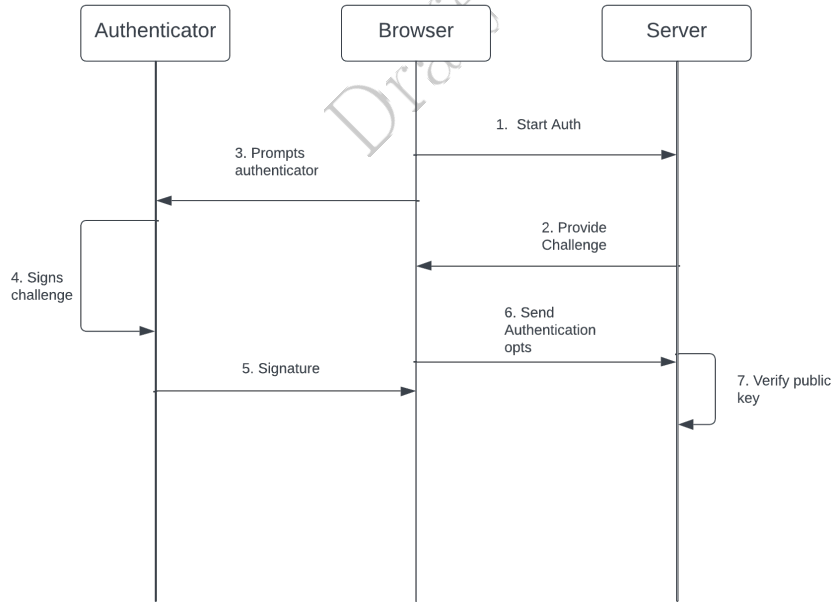 Authenticator
Browser
Server
1. Start Auth
3. Prompts
authenticator
2. Provide
Challenge
4. Signs
challenge
6. Send
Authentication
opts
5. Signature
7. Verify public
key